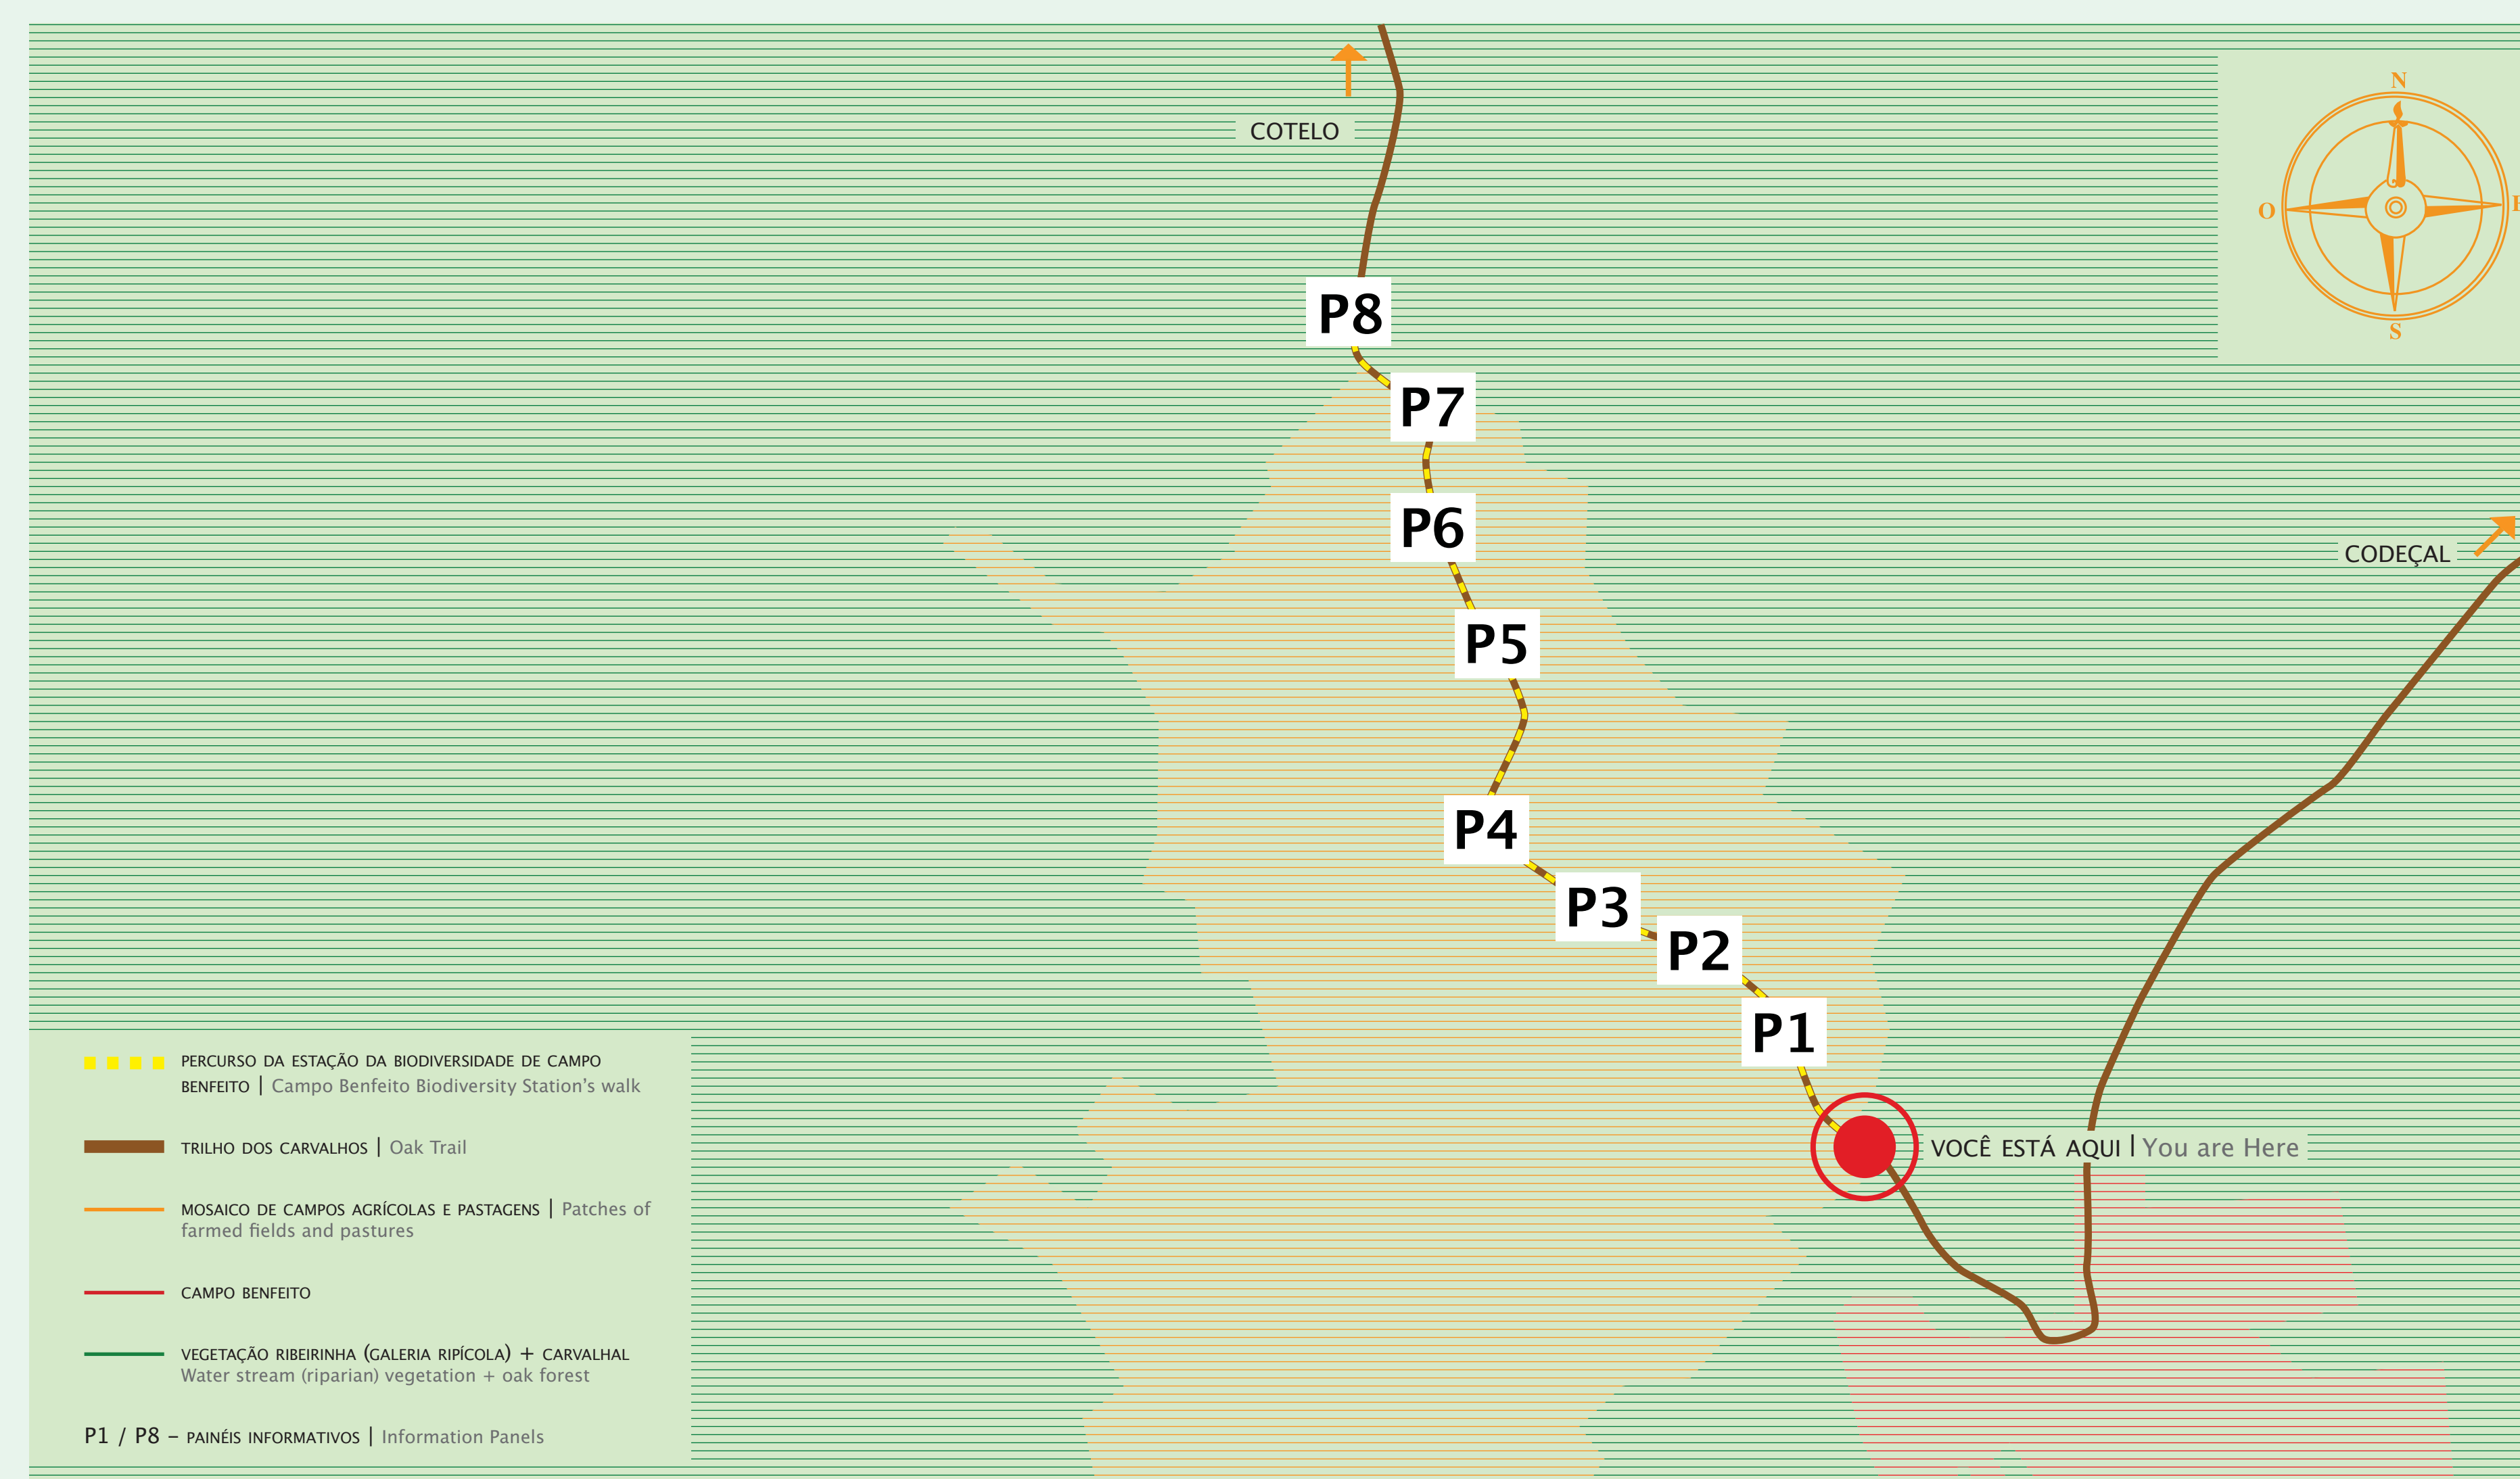 N
COTELO
O
E
S
P8
P7
P6
CODEÇAL
P5
P4
P3
P2
P1
VOCÊ ESTÁ AQUI | You are Here
PERCURSO DA ESTAÇÃO DA BIODIVERSIDADE DE CAMPO
BENFEITO | Campo Benfeito Biodiversity Station’s walk
TRILHO DOS CARVALHOS | Oak Trail
MOSAICO DE CAMPOS AGRÍCOLAS E PASTAGENS | Patches of
farmed fields and pastures
CAMPO BENFEITO
VEGETAÇÃO RIBEIRINHA (GALERIA RIPÍCOLA) + CARVALHAL
Water stream (riparian) vegetation + oak forest
P1 / P8 – PAINÉIS INFORMATIVOS | Information Panels